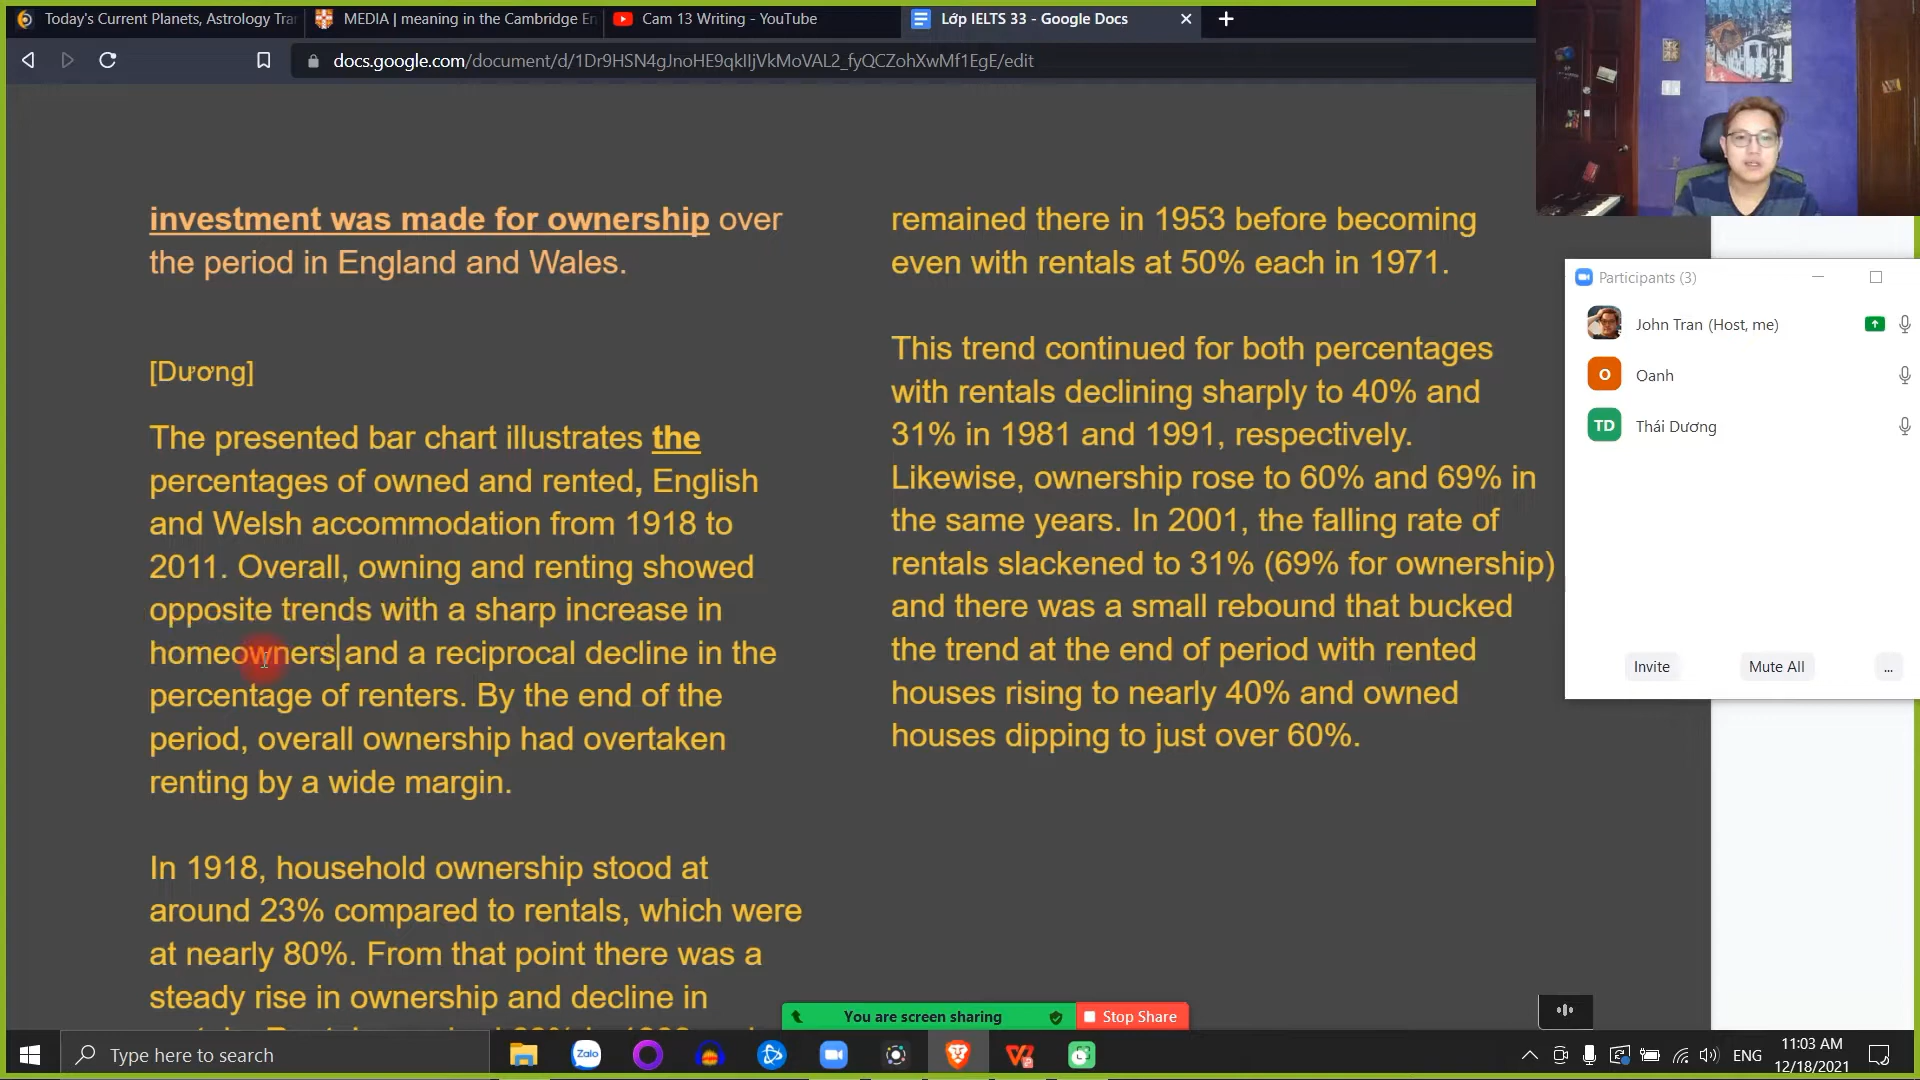 Today's Current Planets, Astrology Tra
MEDIA | meaning in the Cambridge En
Cam 13 Writing - YouTube
Lớp IELTS 33 - Google Docs
docs.google.com/document/d/1Dr9HSN4gJnoHE9qklIjVkMoVAL2_fyQCZohXwMf1EgE/edit
investment was made for ownership over
the period in England and Wales.
[Dương]
The presented bar chart illustrates the
percentages of owned and rented, English
and Welsh accommodation from 1918 to
2011. Overall, owning and renting showed
opposite trends with a sharp increase in
homeowners and a reciprocal decline in the
percentage of renters. By the end of the
period, overall ownership had overtaken
renting by a wide margin.
In 1918, household ownership stood at
around 23% compared to rentals, which were
at nearly 80%. From that point there was a
steady rise in ownership and decline in
remained there in 1953 before becoming
even with rentals at 50% each in 1971.
This trend continued for both percentages
with rentals declining sharply to 40% and
31% in 1981 and 1991, respectively.
Likewise, ownership rose to 60% and 69% in
the same years. In 2001, the falling rate of
rentals slackened to 31% (69% for ownership)
and there was a small rebound that bucked
the trend at the end of period with rented
houses rising to nearly 40% and owned
houses dipping to just over 60%.
Participants (3)
John Tran (Host, me)
O
Oanh
TD
Thái Dương
Invite
Mute All
...
You are screen sharing
Stop Share
Type here to search
Zalo
ENG
11:03 AM
12/18/2021